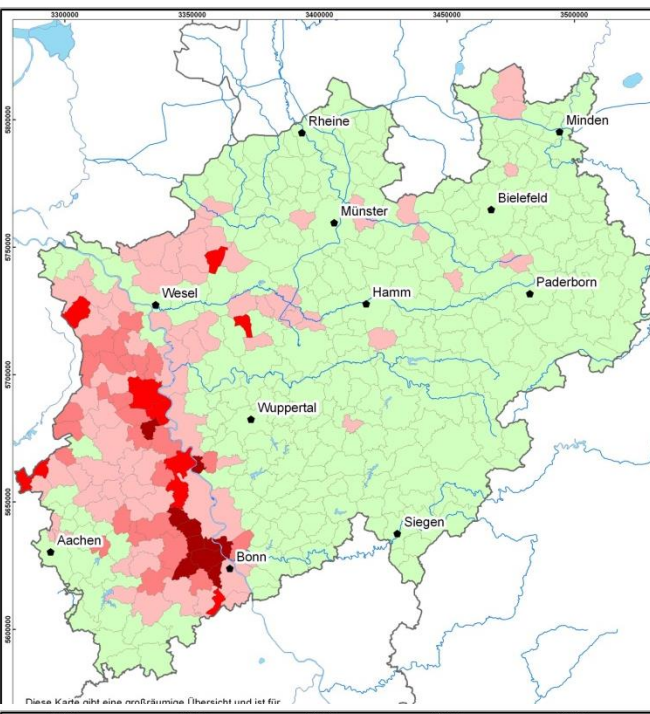 3300000 3350000 3400000 3450000 3500000
5800000
Rheine
Minden
Bielefeld
Münster
5750000
Wesel
Hamm
Paderborn
5700000
Wuppertal
5650000
Siegen
Aachen
Bonn
5600000
Diese Karte gibt eine großräumige Übersicht und ist für